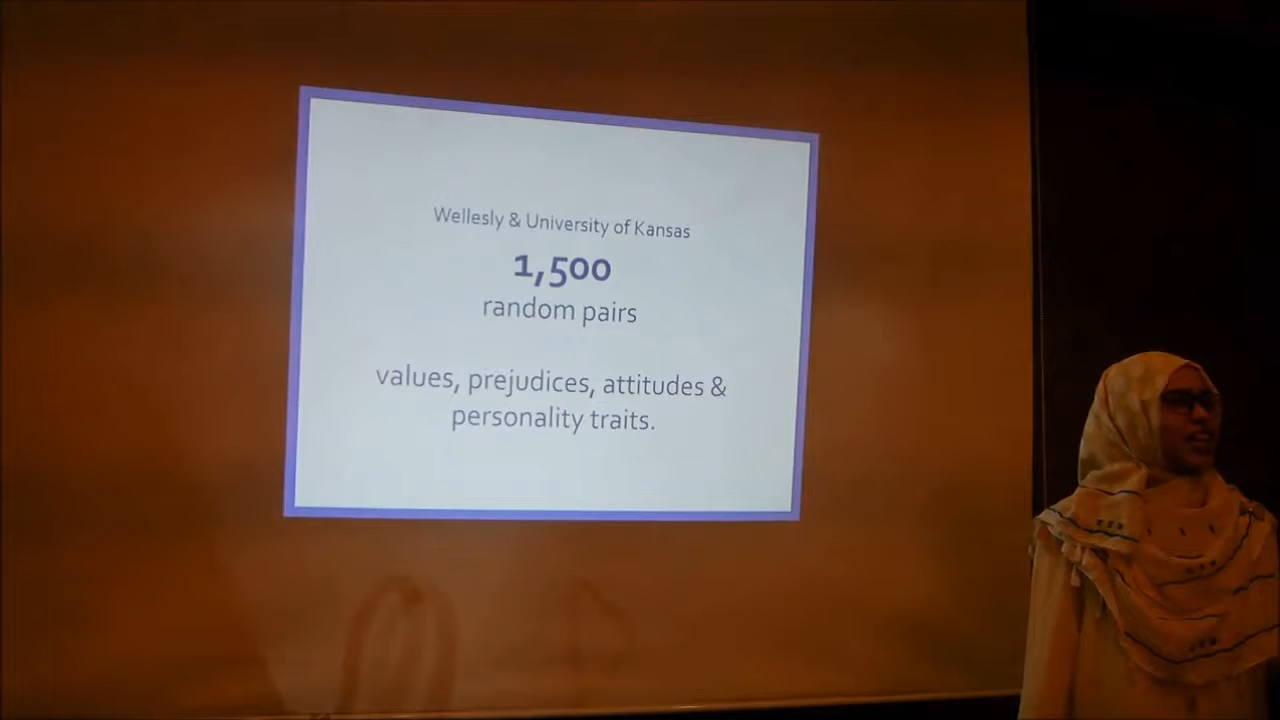 Wellesly & University of Kansas
1,500
random pairs
values, prejudices, attitudes &
personality traits.